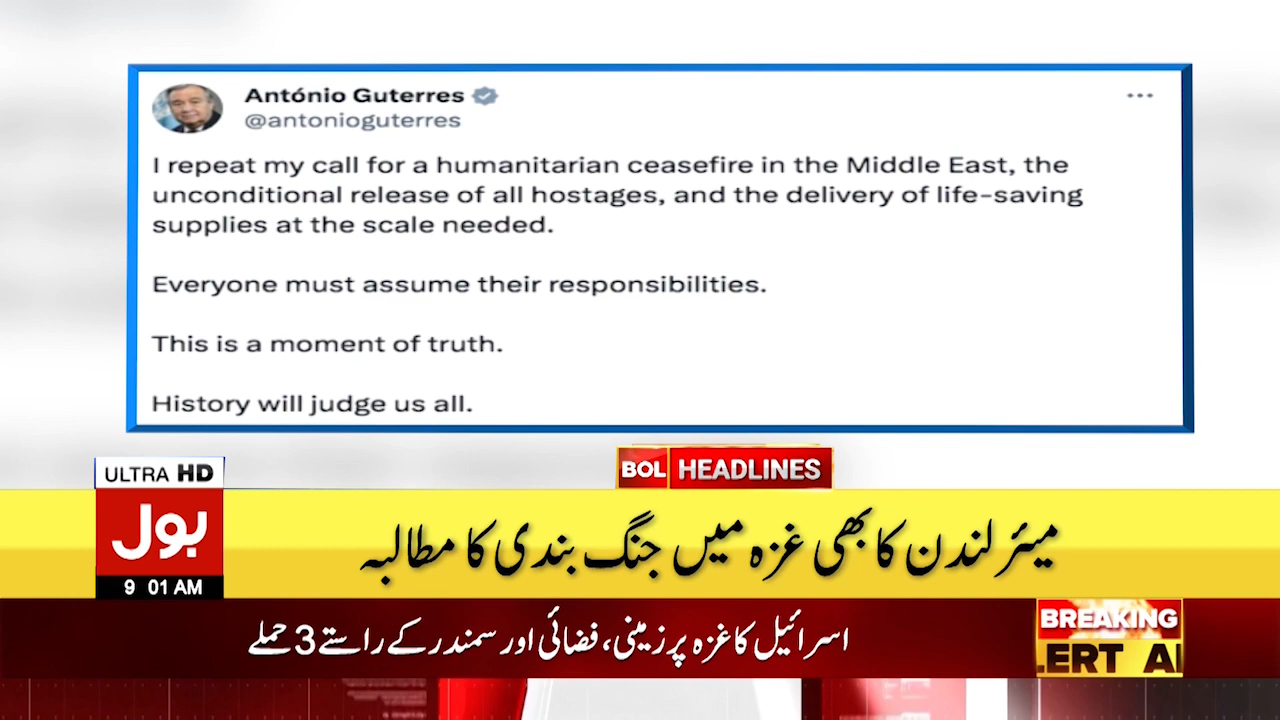 António Guterres
@antonioguterres
I repeat my call for a humanitarian ceasefire in the Middle East, the
unconditional release of all hostages, and the delivery of life-saving
supplies at the scale needed.
Everyone must assume their responsibilities.
This is a moment of truth.
History will judge us all.
ULTRA HD
BOL HEADLINES
بول
میئر لندن کا بھی غزہ میں جنگ بندی کا مطالبہ
9 01 AM
اسرائیل کا غزہ پر زمینی، فضائی اور سمندر کے راستے 3 حملے
BREAKING
LERT AL